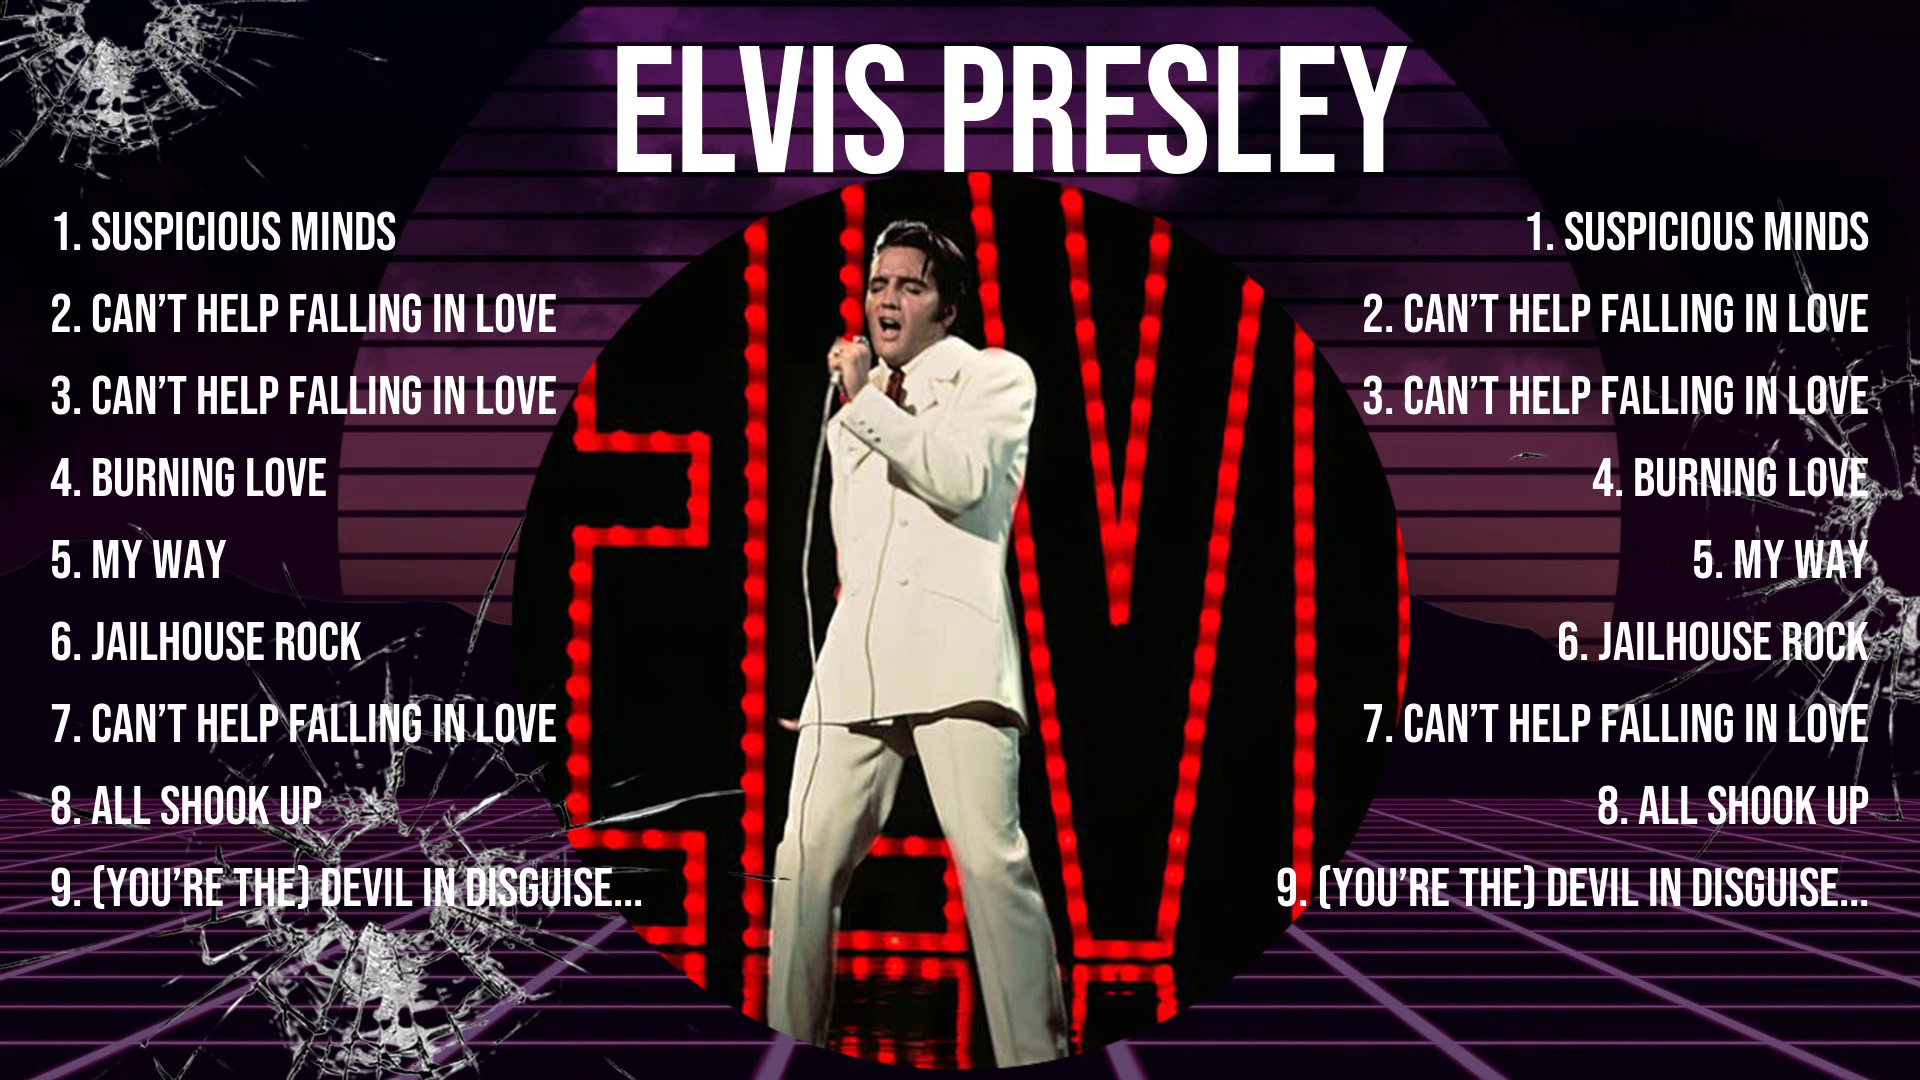 ELVIS PRESLEY
1. SUSPICIOUS MINDS
2. CAN'T HELP FALLING IN LOVE
3. CAN'T HELP FALLING IN LOVE
4. BURNING LOVE
5. MY WAY
6. JAILHOUSE ROCK
7. CAN'T HELP FALLING IN LOVE
8. ALL SHOOK UP
9. (YOU'RE THE) DEVIL IN DISGUISE...
1. SUSPICIOUS MINDS
2. CAN'T HELP FALLING IN LOVE
3. CAN'T HELP FALLING IN LOVE
4. BURNING LOVE
5. MY WAY
6. JAILHOUSE ROCK
7. CAN'T HELP FALLING IN LOVE
8. ALL SHOOK UP
9. (YOU'RE THE) DEVIL IN DISGUISE...